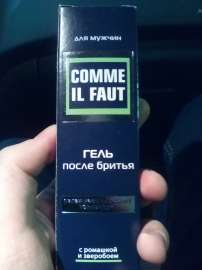 для мужчин
COMME
IL FAUT
ГЕЛЬ
после бритья
с ромашкой
и зверобоем